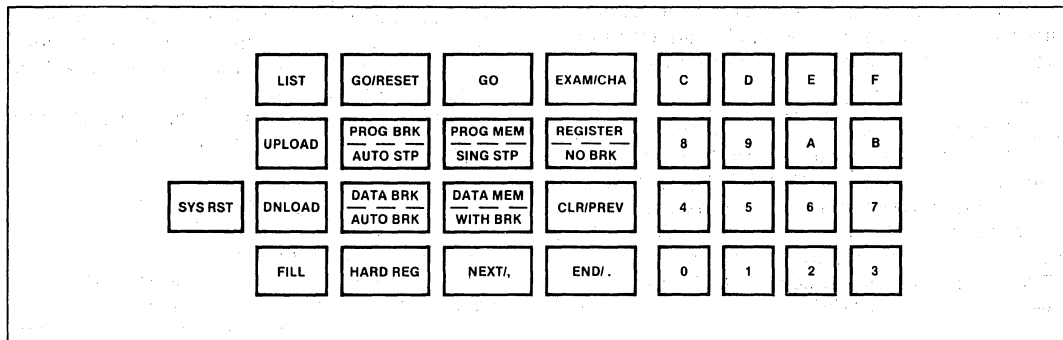 LIST GO/RESET GO EXAM/CHA C D E F
UPLOAD PROG BRK PROG MEM REGISTER 8 9 A B
AUTO STP SING STP NO BRK
SYS RST DNLOAD DATA BRK DATA MEM CLR/PREV 4 5 6 7
AUTO BRK WITH BRK
FILL HARD REG NEXT/, END/ . 0 1 2 3